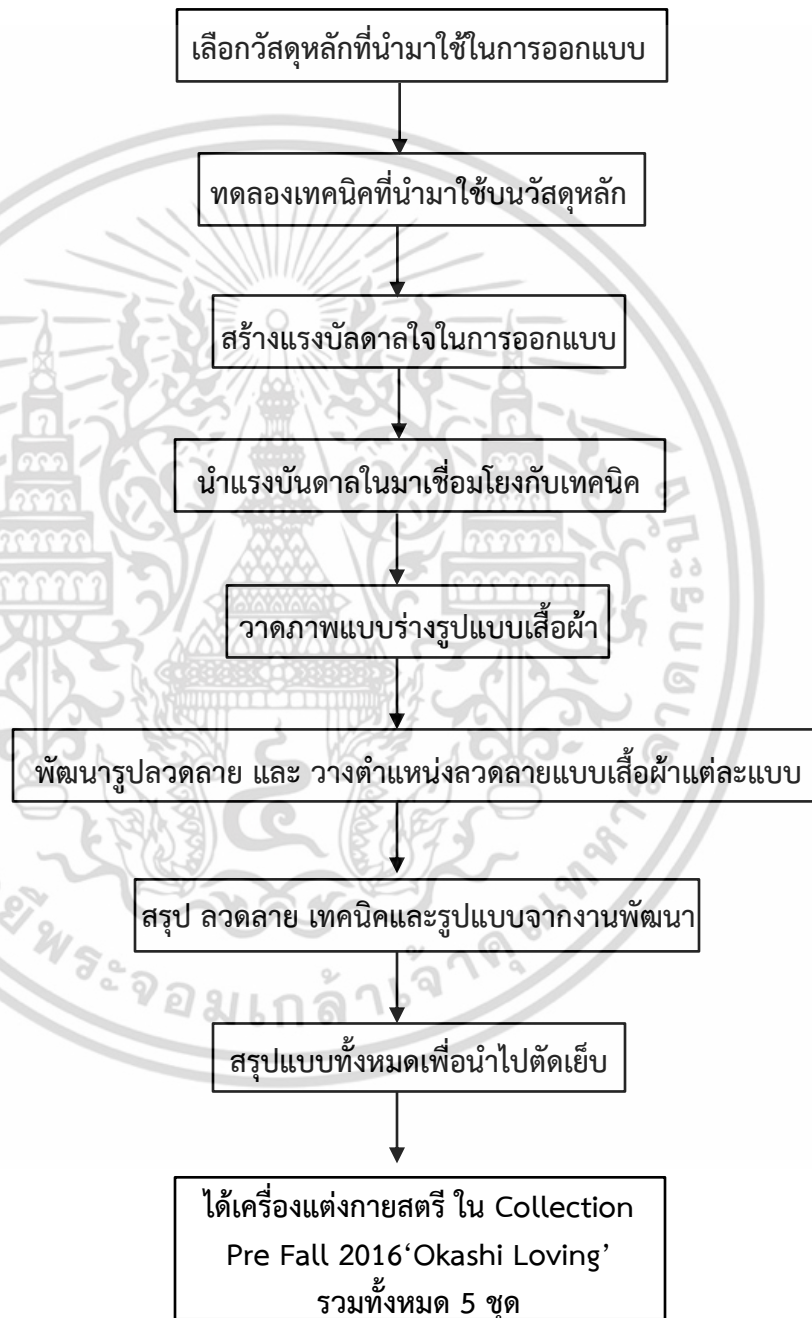 เลือกวัสดุหลักที่นำมาใช้ในการออกแบบ
ทดลองเทคนิคที่นำมาใช้บนวัสดุหลัก
สร้างแรงบัลดาลใจในการออกแบบ
นำแรงบันดาลในมาเชื่อมโยงกับเทคนิค
วาดภาพแบบร่างรูปแบบเสื้อผ้า
พัฒนารูปลวดลาย และ วางตำแหน่งลวดลายแบบเสื้อผ้าแต่ละแบบ
สรุป ลวดลาย เทคนิคและรูปแบบจากงานพัฒนา
สรุปแบบทั้งหมดเพื่อนำไปตัดเย็บ
ได้เครื่องแต่งกายสตรี ใน Collection
Pre Fall 2016‘Okashi Loving’
รวมทั้งหมด 5 ชุด